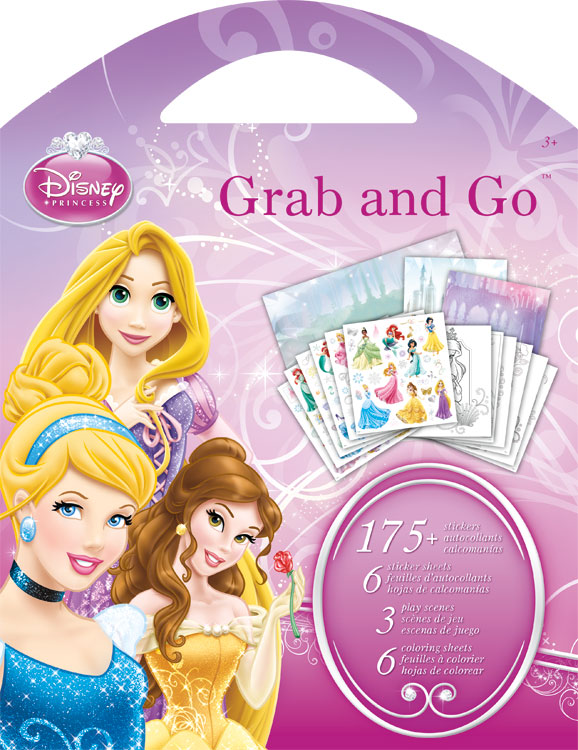 3+
Disney
PRINCESS
Grab and Go™
175+ stickers
autocollants
calcomanías
6 sticker sheets
feuilles d'autocollants
hojas de calcomanías
3 play scenes
scènes de jeu
escenas de juego
6 coloring sheets
feuilles à colorier
hojas de colorear